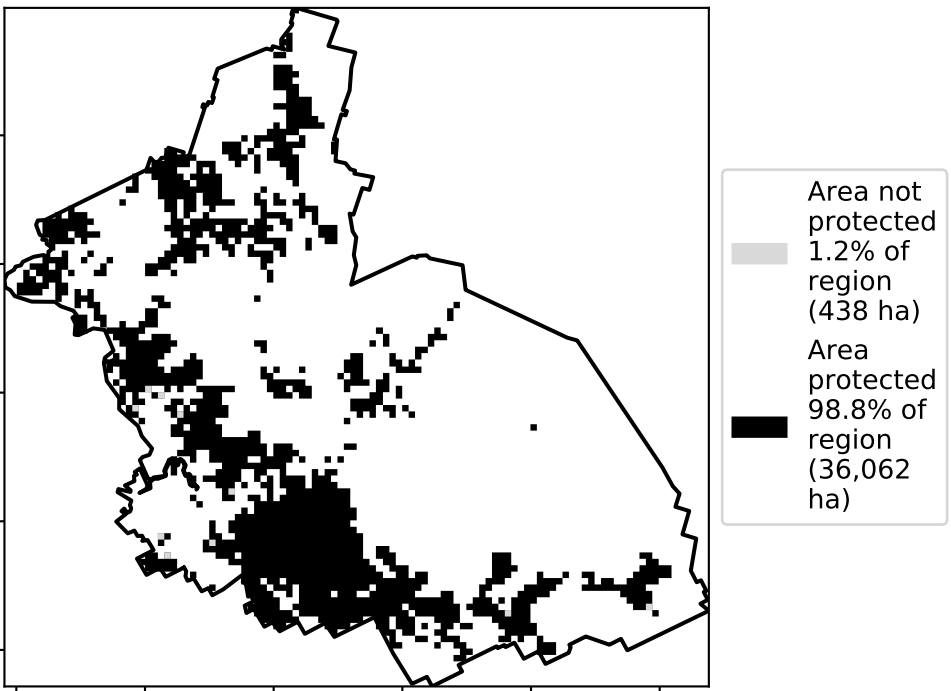 Area not
protected
1.2% of
region
(438 ha)
Area
protected
98.8% of
region
(36,062
ha)